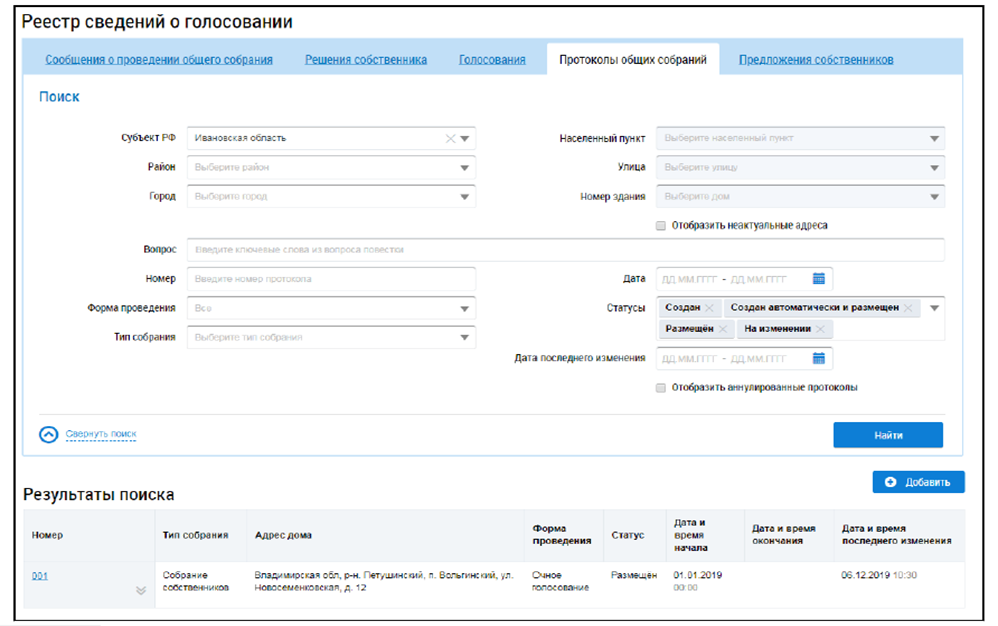 Реестр сведений о голосовании
Сообщения о проведении общего собрания Решения собственника Голосования Протоколы общих собраний Предложения собственников
Поиск
Субъект РФ Ивановская область Населенный пункт Выберите населенный пункт
Район Выберите район Улица Выберите улицу
Город Выберите город Номер здания Выберите дом
Отобразить неактуальные адреса
Вопрос Введите ключевые слова из вопроса повестки
Номер Введите номер протокола Дата ДД.ММ.ГГГГ - ДД.ММ.ГГГГ
Форма проведения Все Статусы Создан Создан автоматически и размещен
Размещён На изменении
Тип собрания Выберите тип собрания
Дата последнего изменения ДД.ММ.ГГГГ - ДД.ММ.ГГГГ
Отобразить аннулированные протоколы
Свернуть поиск Найти
Добавить
Результаты поиска
Номер Тип собрания Адрес дома Форма проведения Статус Дата и время начала Дата и время окончания Дата и время последнего изменения
001 Собрание собственников Владимирская обл, р-н. Петушинский, п. Вольгинский, ул. Новосеменковская, д. 12 Очное голосование Размещен 01.01.2019 00:00 06.12.2019 10:30